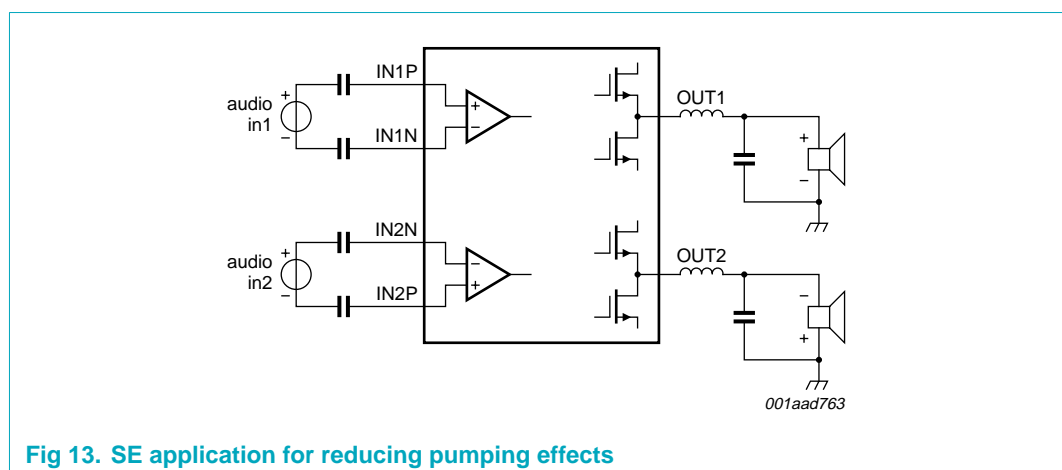 audio
in1
+
−
IN1P
IN1N
+
−
OUT1
+
−
audio
in2
+
−
IN2N
IN2P
−
+
OUT2
−
+
001aad763
Fig 13. SE application for reducing pumping effects